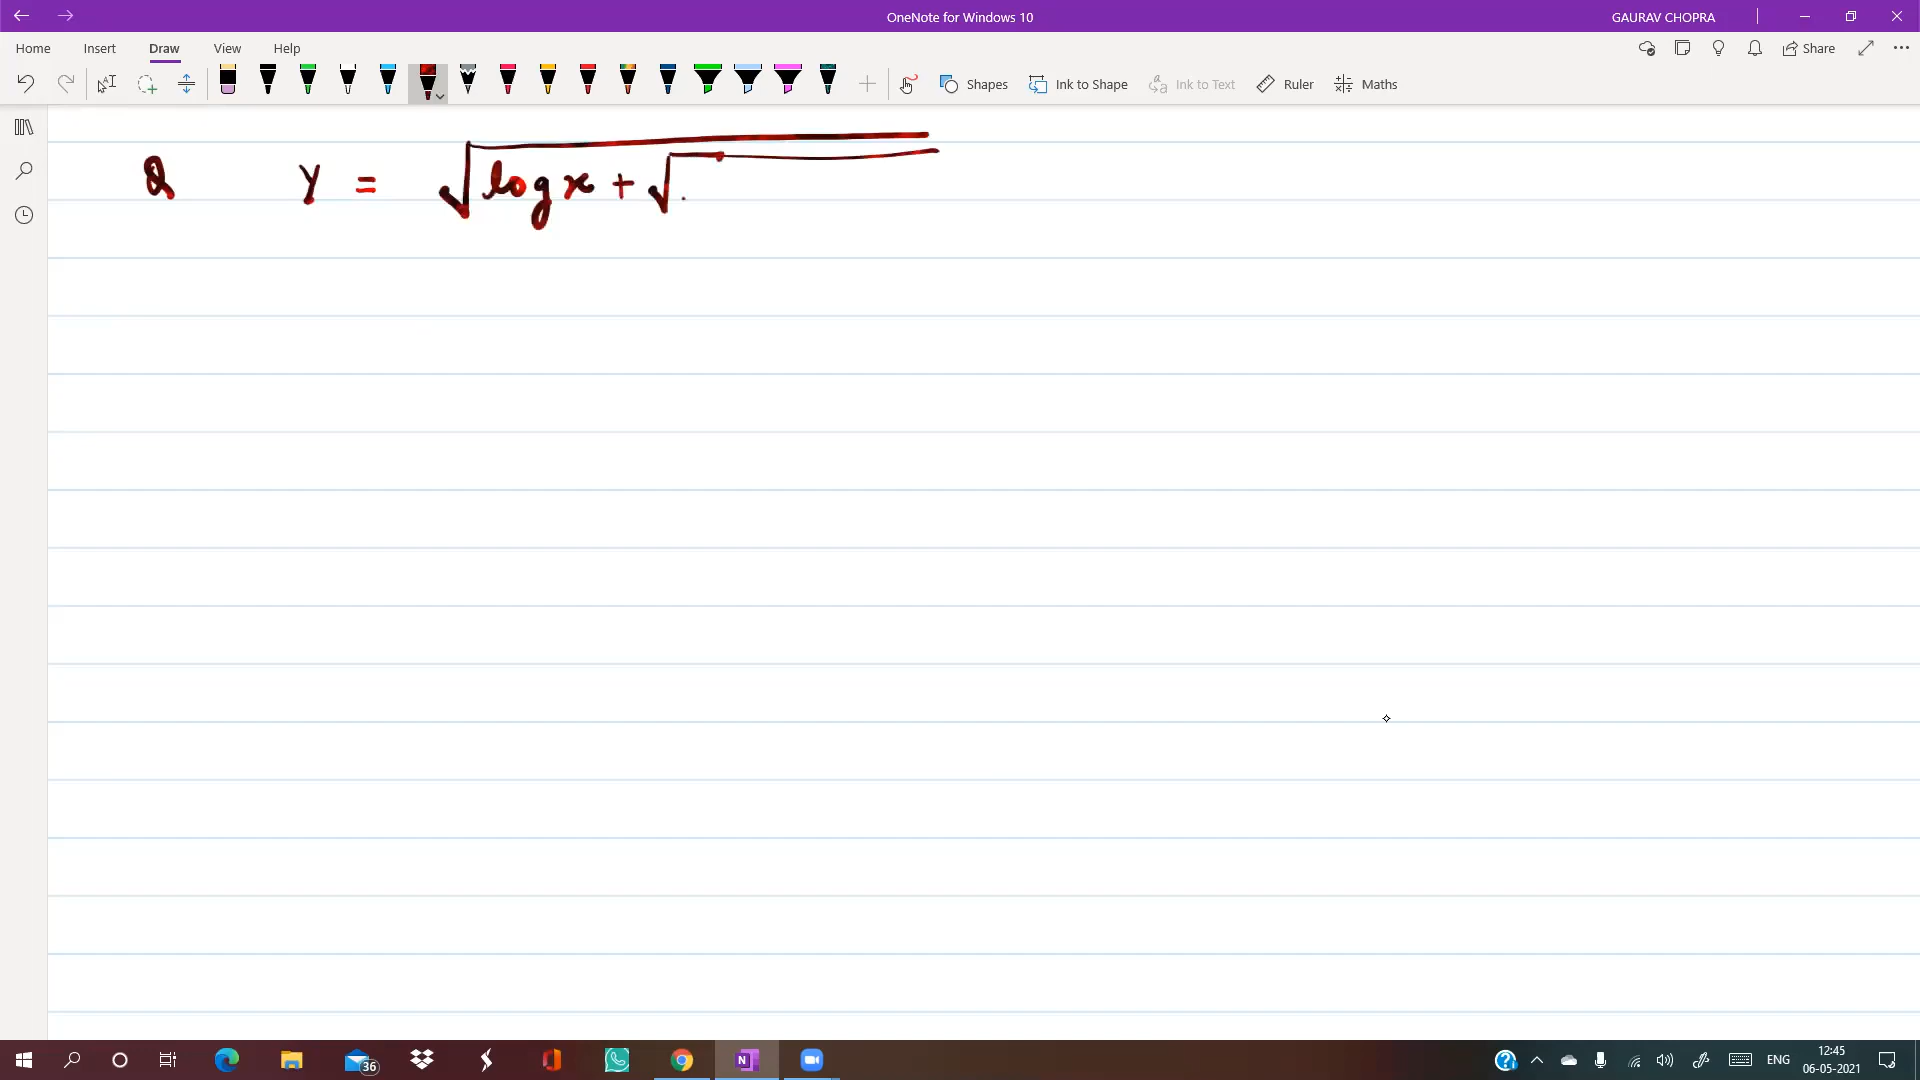 OneNote for Windows 10
GAURAV CHOPRA
Home Insert Draw View Help
Share
Shapes Ink to Shape Ink to Text Ruler Maths
Q y = √log x + √.
36
ENG
12:45
06-05-2021